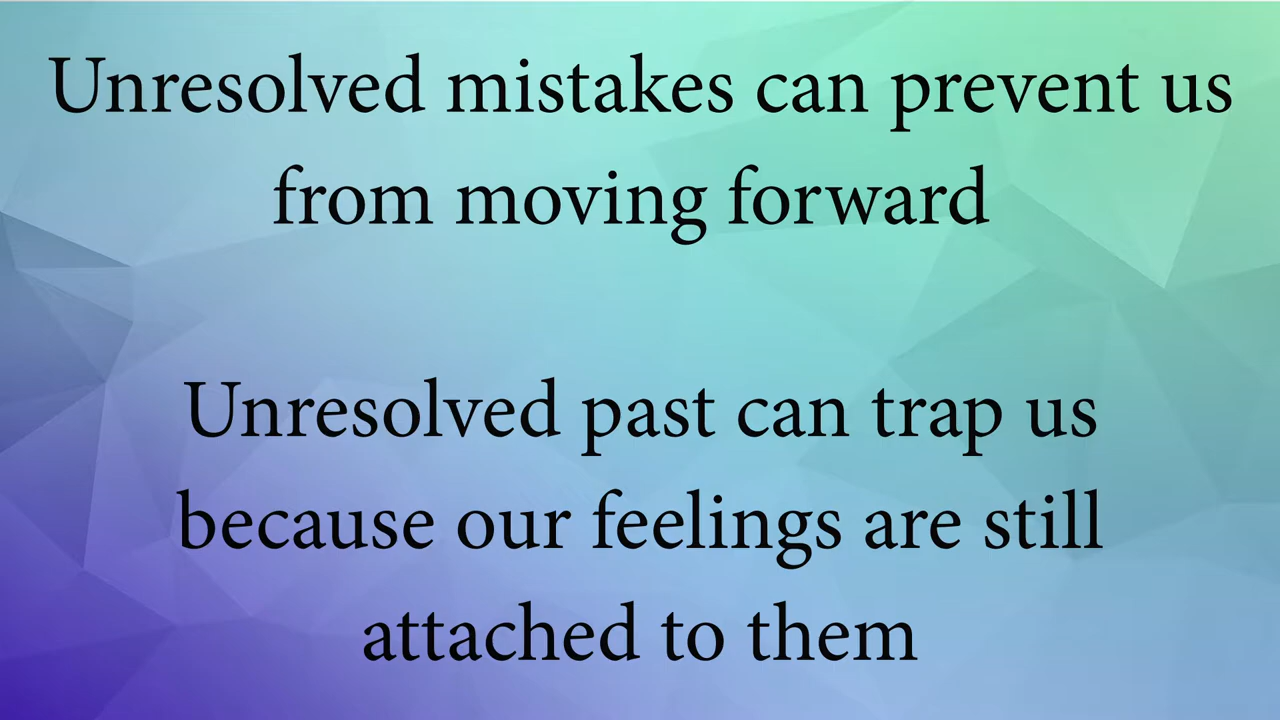 Unresolved mistakes can prevent us
from moving forward
Unresolved past can trap us
because our feelings are still
attached to them